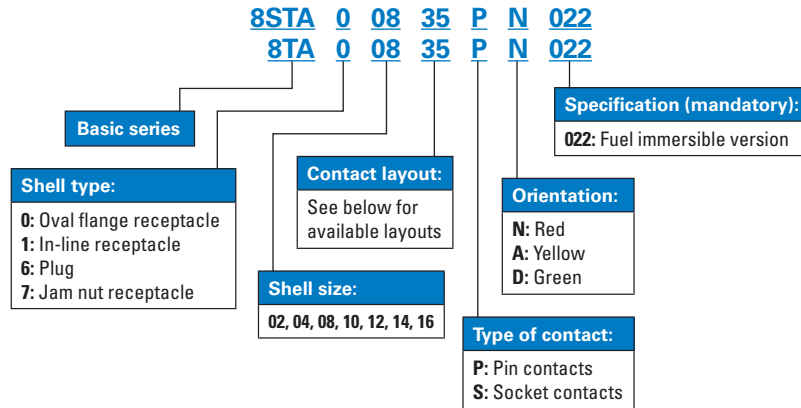 8STA 0 08 35 P N 022
8TA 0 08 35 P N 022
Basic series
Shell type:
0: Oval flange receptacle
1: In-line receptacle
6: Plug
7: Jam nut receptacle
Shell size:
02, 04, 08, 10, 12, 14, 16
Contact layout:
See below for
available layouts
Type of contact:
P: Pin contacts
S: Socket contacts
Orientation:
N: Red
A: Yellow
D: Green
Specification (mandatory):
022: Fuel immersible version